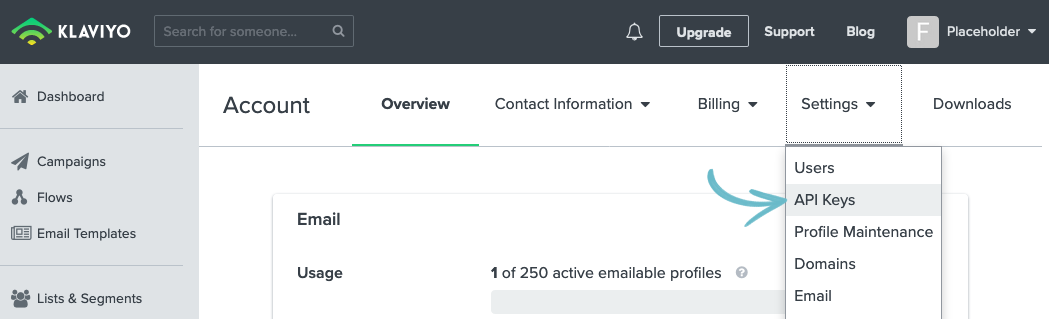 KLAVIYO
Search for someone...
Upgrade
Support
Blog
F
Placeholder
Dashboard
Campaigns
Flows
Email Templates
Lists & Segments
Account
Overview
Contact Information
Billing
Settings
Downloads
Users
API Keys
Profile Maintenance
Domains
Email
Email
Usage
1 of 250 active emailable profiles ?